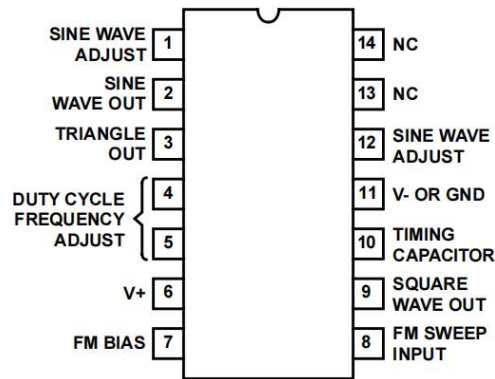 SINE WAVE
ADJUST
1
SINE
WAVE OUT
2
TRIANGLE
OUT
3
DUTY CYCLE
FREQUENCY
ADJUST
4
5
V+
6
FM BIAS
7
14
NC
13
NC
12
SINE WAVE
ADJUST
11
V- OR GND
10
TIMING
CAPACITOR
9
SQUARE
WAVE OUT
8
FM SWEEP
INPUT